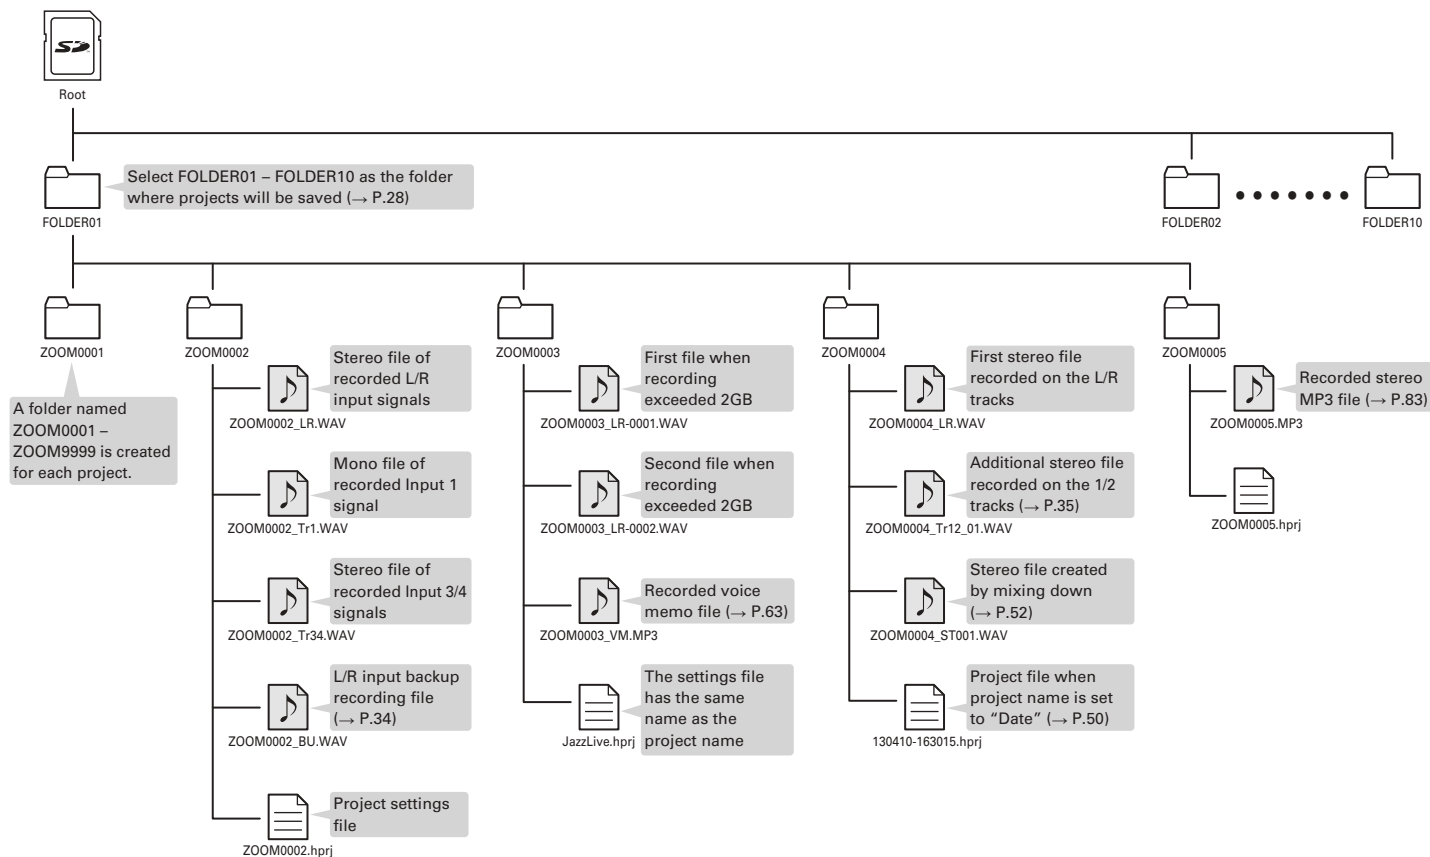 SD
Root
FOLDER01
Select FOLDER01 – FOLDER10 as the folder
where projects will be saved (→ P.28)
FOLDER02
FOLDER10
ZOOM0001
A folder named
ZOOM0001 –
ZOOM9999 is created
for each project.
ZOOM0002
Stereo file of
recorded L/R
input signals
ZOOM0002_LR.WAV
Mono file of
recorded Input 1
signal
ZOOM0002_Tr1.WAV
Stereo file of
recorded Input 3/4
signals
ZOOM0002_Tr34.WAV
L/R input backup
recording file
(→ P.34)
ZOOM0002_BU.WAV
Project settings
file
ZOOM0002.hprj
ZOOM0003
First file when
recording
exceeded 2GB
ZOOM0003_LR-0001.WAV
Second file when
recording
exceeded 2GB
ZOOM0003_LR-0002.WAV
Recorded voice
memo file (→ P.63)
ZOOM0003_VM.MP3
The settings file
has the same
name as the
project name
JazzLive.hprj
ZOOM0004
First stereo file
recorded on the L/R
tracks
ZOOM0004_LR.WAV
Additional stereo file
recorded on the 1/2
tracks (→ P.35)
ZOOM0004_Tr12_01.WAV
Stereo file created
by mixing down
(→ P.52)
ZOOM0004_ST001.WAV
Project file when
project name is set
to “Date” (→ P.50)
130410-163015.hprj
ZOOM0005
Recorded stereo
MP3 file (→ P.83)
ZOOM0005.MP3
ZOOM0005.hprj